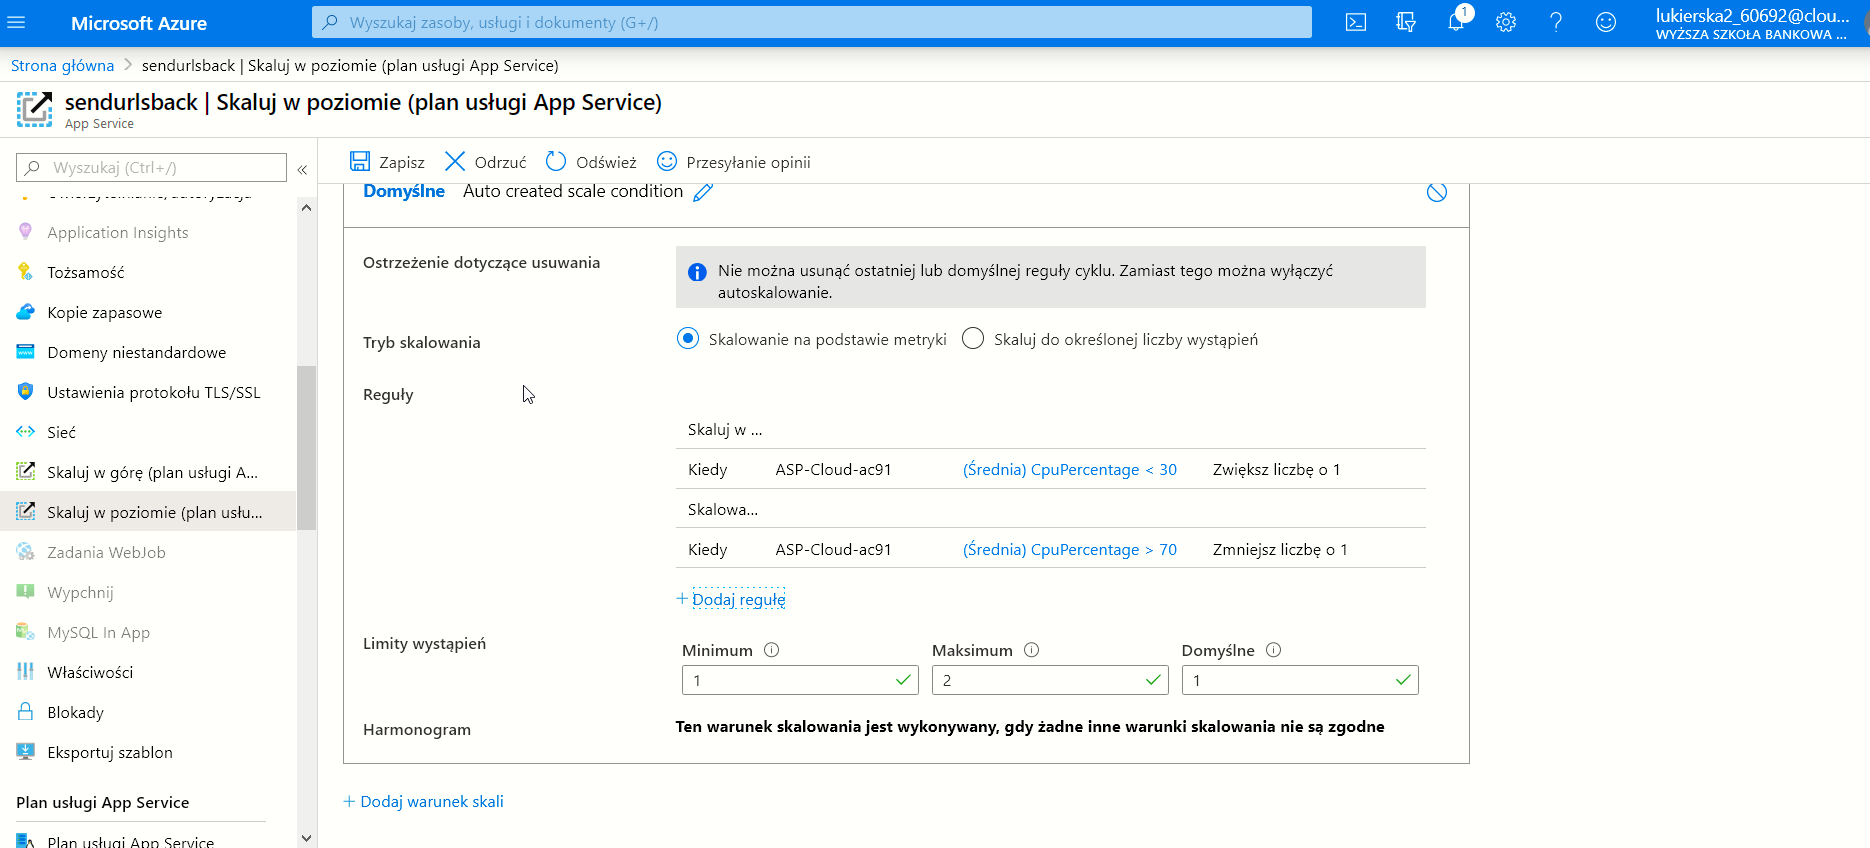 Microsoft Azure
Wyszukaj zasoby, usługi i dokumenty (G+/)
1
lukierska2_60692@clou...
WYŻSZA SZKOŁA BANKOWA ...
Strona główna > sendurlsback | Skaluj w poziomie (plan usługi App Service)
sendurlsback | Skaluj w poziomie (plan usługi App Service)
App Service
Wyszukaj (Ctrl+/)
«
Application Insights
Tożsamość
Kopie zapasowe
Domeny niestandardowe
Ustawienia protokołu TLS/SSL
Sieć
Skaluj w górę (plan usługi A...
Skaluj w poziomie (plan usłu...
Zadania WebJob
Wypchnij
MySQL In App
Właściwości
Blokady
Eksportuj szablon
Plan usługi App Service
Plan usługi App Service
Zapisz
Odrzuć
Odśwież
Przesyłanie opinii
Domyślne Auto created scale condition
Ostrzeżenie dotyczące usuwania
Nie można usunąć ostatniej lub domyślnej reguły cyklu. Zamiast tego można wyłączyć
autoskalowanie.
Tryb skalowania
Skalowanie na podstawie metryki
Skaluj do określonej liczby wystąpień
Reguły
Skaluj w ...
Kiedy ASP-Cloud-ac91 (Średnia) CpuPercentage < 30 Zwiększ liczbę o 1
Skalowa...
Kiedy ASP-Cloud-ac91 (Średnia) CpuPercentage > 70 Zmniejsz liczbę o 1
+ Dodaj regułę
Limity wystąpień
Minimum
1
Maksimum
2
Domyślne
1
Harmonogram
Ten warunek skalowania jest wykonywany, gdy żadne inne warunki skalowania nie są zgodne
+ Dodaj warunek skali